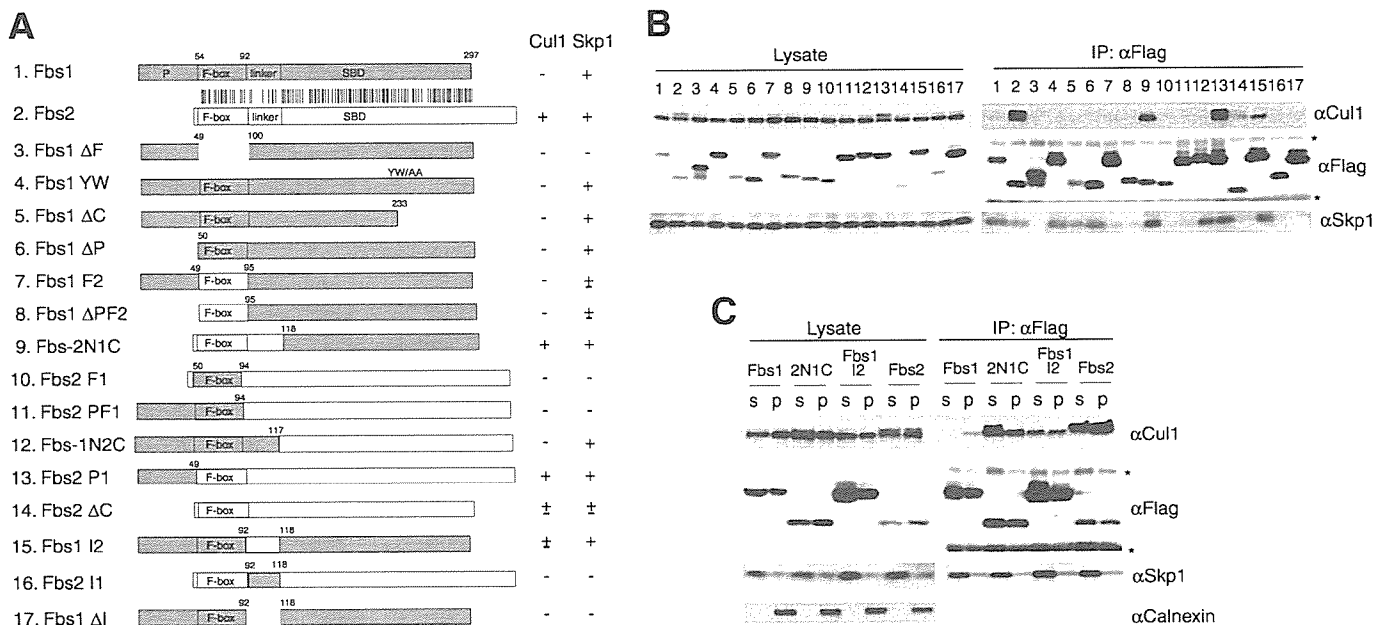 A
Cul1 Skp1
54 92 297
1. Fbs1 P F-box linker SBD - +
2. Fbs2 F-box linker SBD + +
49 100
3. Fbs1 ΔF - -
YW/AA
4. Fbs1 YW F-box - +
233
5. Fbs1 ΔC F-box - +
50
6. Fbs1 ΔP F-box - +
49 95
7. Fbs1 F2 F-box - ±
95
8. Fbs1 ΔPF2 F-box - ±
118
9. Fbs-2N1C F-box + +
50 94
10. Fbs2 F1 F-box - -
94
11. Fbs2 PF1 F-box - -
117
12. Fbs-1N2C F-box - +
49
13. Fbs2 P1 F-box + +
14. Fbs2 ΔC F-box ± ±
92 118
15. Fbs1 I2 F-box ± +
92 118
16. Fbs2 I1 F-box - -
92 118
17. Fbs1 ΔI F-box - -
B
Lysate IP: αFlag
1 2 3 4 5 6 7 8 9 10 11 12 13 14 15 16 17 1 2 3 4 5 6 7 8 9 10 11 12 13 14 15 16 17
αCul1
*
αFlag
*
αSkp1
C
Lysate IP: αFlag
Fbs1 2N1C Fbs1 I2 Fbs2 Fbs1 2N1C Fbs1 I2 Fbs2
s p s p s p s p s p s p s p s p
αCul1
*
αFlag
*
αSkp1
αCalnexin